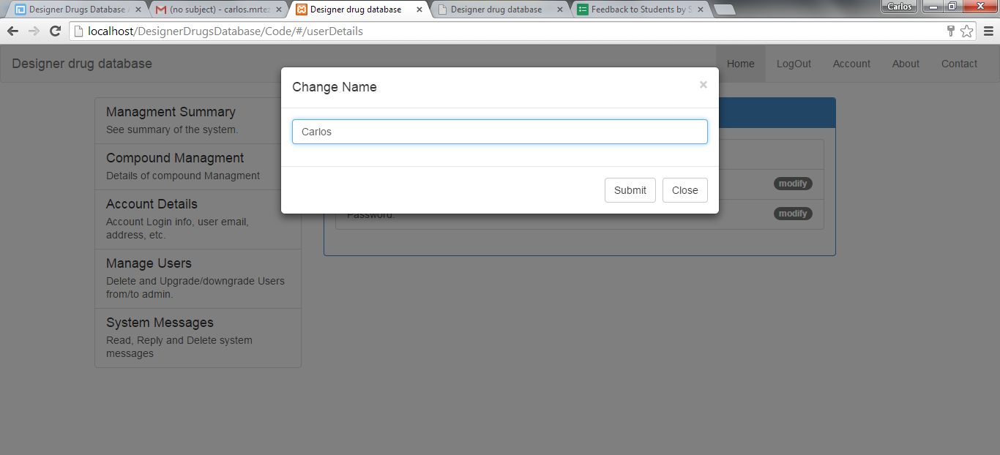 Designer Drugs Database
(no subject) - carlos.mrtez
Designer drug database
Designer drug database
Feedback to Students by S
Carlos
localhost/DesignerDrugsDatabase/Code/#/userDetails
Designer drug database
Home
LogOut
Account
About
Contact
Change Name
×
Carlos
Submit
Close
Managment Summary
See summary of the system.
Compound Managment
Details of compound Managment
Account Details
Account Login info, user email,
address, etc.
Manage Users
Delete and Upgrade/downgrade Users
from/to admin.
System Messages
Read, Reply and Delete system
messages
modify
Password:
modify